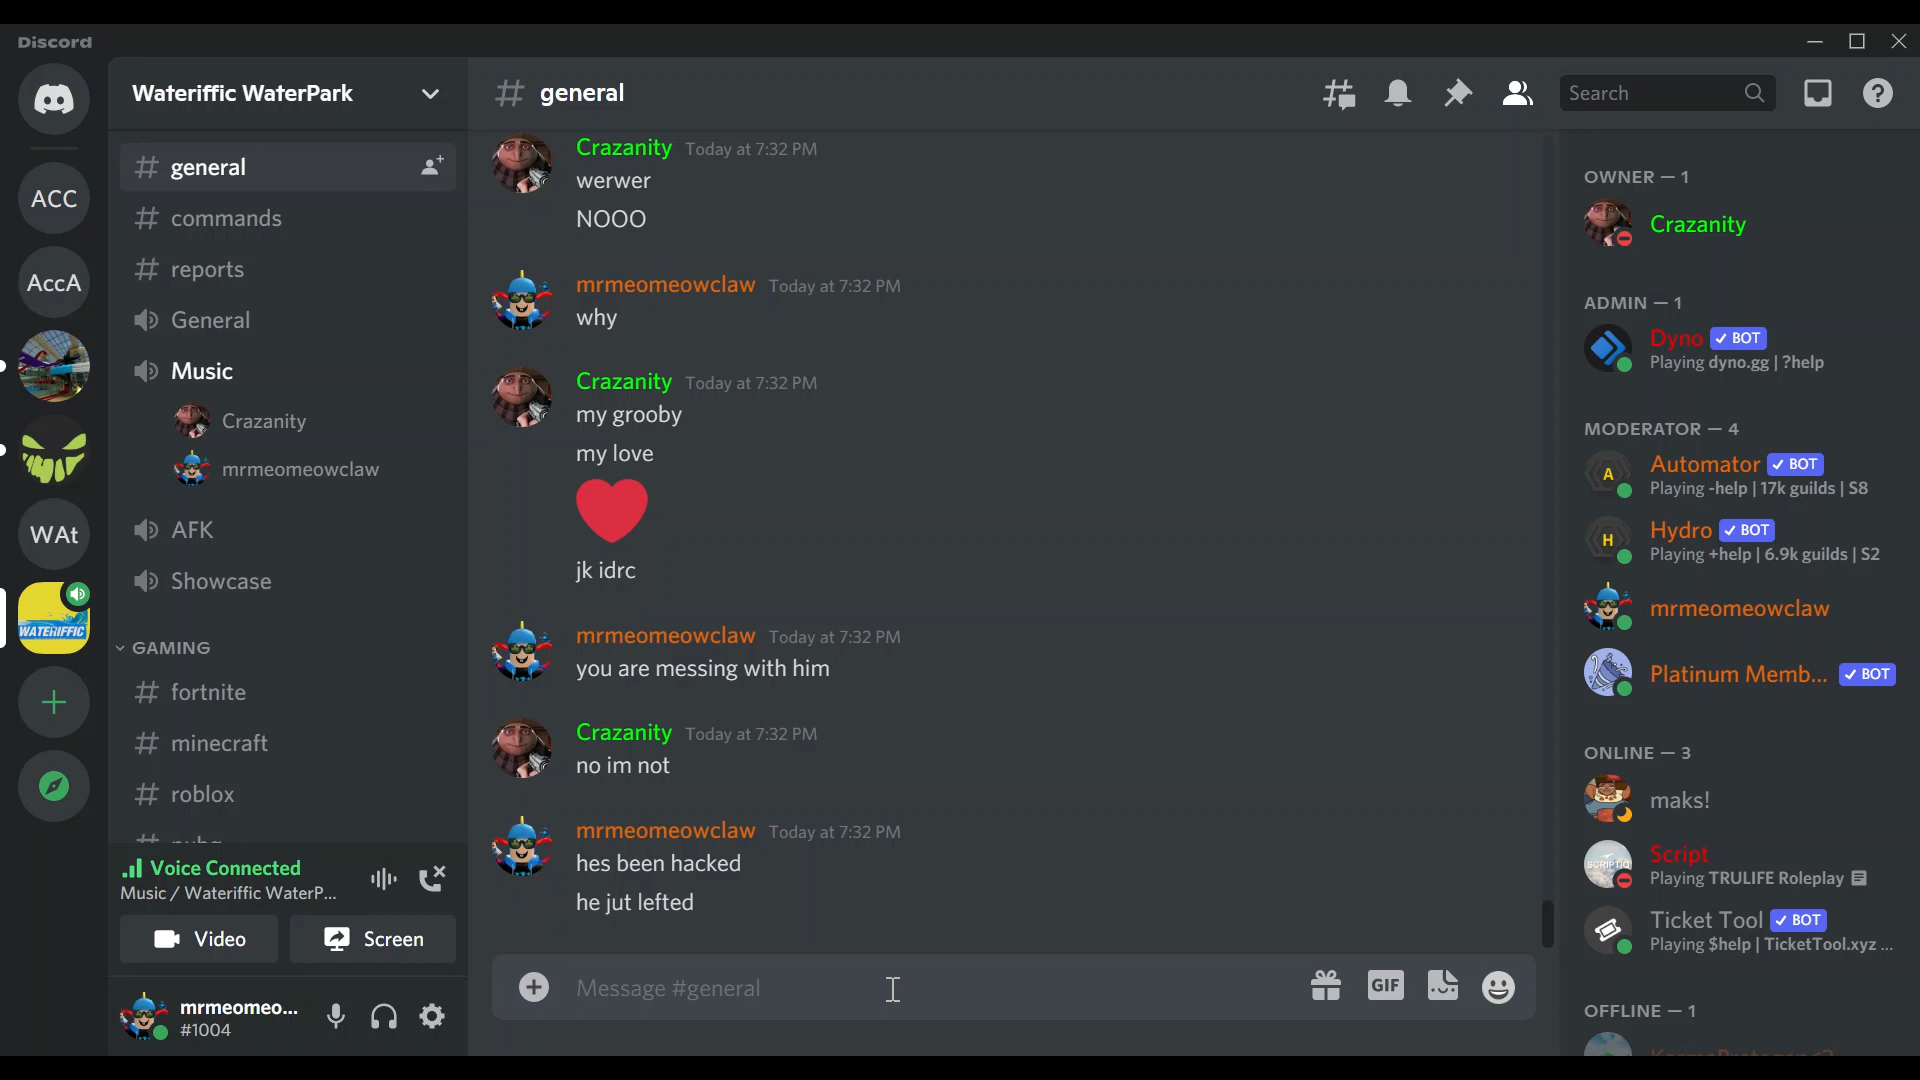 Discord
ACC
AccA
WAt
WATERIFFIC
Wateriffic WaterPark
general
commands
reports
General
Music
Crazanity
mrmeomeowclaw
AFK
Showcase
GAMING
fortnite
minecraft
roblox
Voice Connected
Music / Wateriffic WaterP...
Video
Screen
mrmeomeo...
#1004
general
Search
Crazanity Today at 7:32 PM
werwer
NOOO
mrmeomeowclaw Today at 7:32 PM
why
Crazanity Today at 7:32 PM
my grooby
my love
jk idrc
mrmeomeowclaw Today at 7:32 PM
you are messing with him
Crazanity Today at 7:32 PM
no im not
mrmeomeowclaw Today at 7:32 PM
hes been hacked
he jut lefted
Message #general
GIF
OWNER — 1
Crazanity
ADMIN — 1
Dyno BOT
Playing dyno.gg | ?help
MODERATOR — 4
A
Automator BOT
Playing -help | 17k guilds | S8
H
Hydro BOT
Playing +help | 6.9k guilds | S2
mrmeomeowclaw
Platinum Memb... BOT
ONLINE — 3
maks!
Script
Playing TRULIFE Roleplay
Ticket Tool BOT
Playing $help | TicketTool.xyz ...
OFFLINE — 1